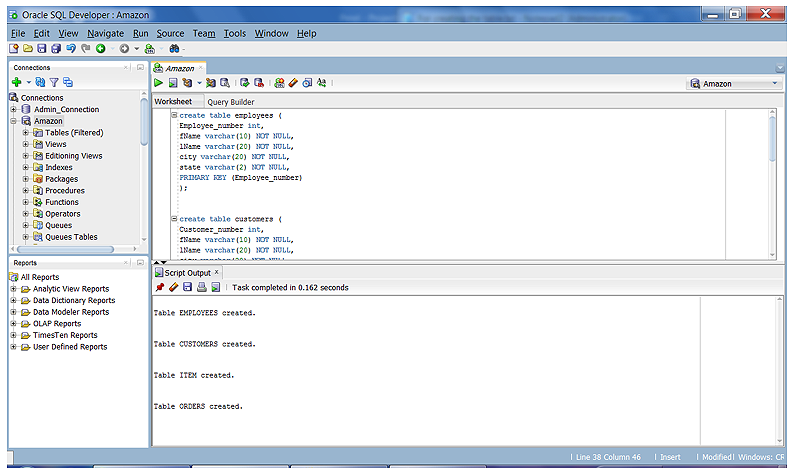 Oracle SQL Developer : Amazon
File Edit View Navigate Run Source Team Tools Window Help
Connections
Connections
Admin_Connection
Amazon
Tables (Filtered)
Views
Editioning Views
Indexes
Packages
Procedures
Functions
Operators
Queues
Queues Tables
Reports
All Reports
Analytic View Reports
Data Dictionary Reports
Data Modeler Reports
OLAP Reports
TimesTen Reports
User Defined Reports
Amazon
Amazon
Worksheet Query Builder
create table employees (
Employee_number int,
fName varchar(10) NOT NULL,
lName varchar(20) NOT NULL,
city varchar(20) NOT NULL,
state varchar(2) NOT NULL,
PRIMARY KEY (Employee_number)
);
create table customers (
Customer_number int,
fName varchar(10) NOT NULL,
lName varchar(20) NOT NULL,
city varchar(20) NOT NULL,
Script Output
Task completed in 0.162 seconds
Table EMPLOYEES created.
Table CUSTOMERS created.
Table ITEM created.
Table ORDERS created.
Line 38 Column 46 Insert Modified Windows: CR